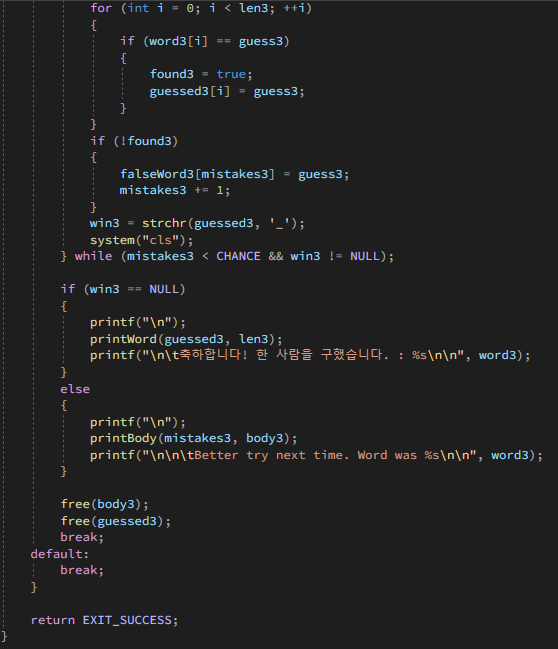 for (int i = 0; i < len3; ++i)
{
if (word3[i] == guess3)
{
found3 = true;
guessed3[i] = guess3;
}
}
if (!found3)
{
falseWord3[mistakes3] = guess3;
mistakes3 += 1;
}
win3 = strchr(guessed3, '_');
system("cls");
} while (mistakes3 < CHANCE && win3 != NULL);
if (win3 == NULL)
{
printf("\n");
printWord(guessed3, len3);
printf("\n\t축하합니다! 한 사람을 구했습니다. : %s\n\n", word3);
}
else
{
printf("\n");
printBody(mistakes3, body3);
printf("\n\n\tBetter try next time. Word was %s\n\n", word3);
}
free(body3);
free(guessed3);
break;
default:
break;
}
return EXIT_SUCCESS;
}